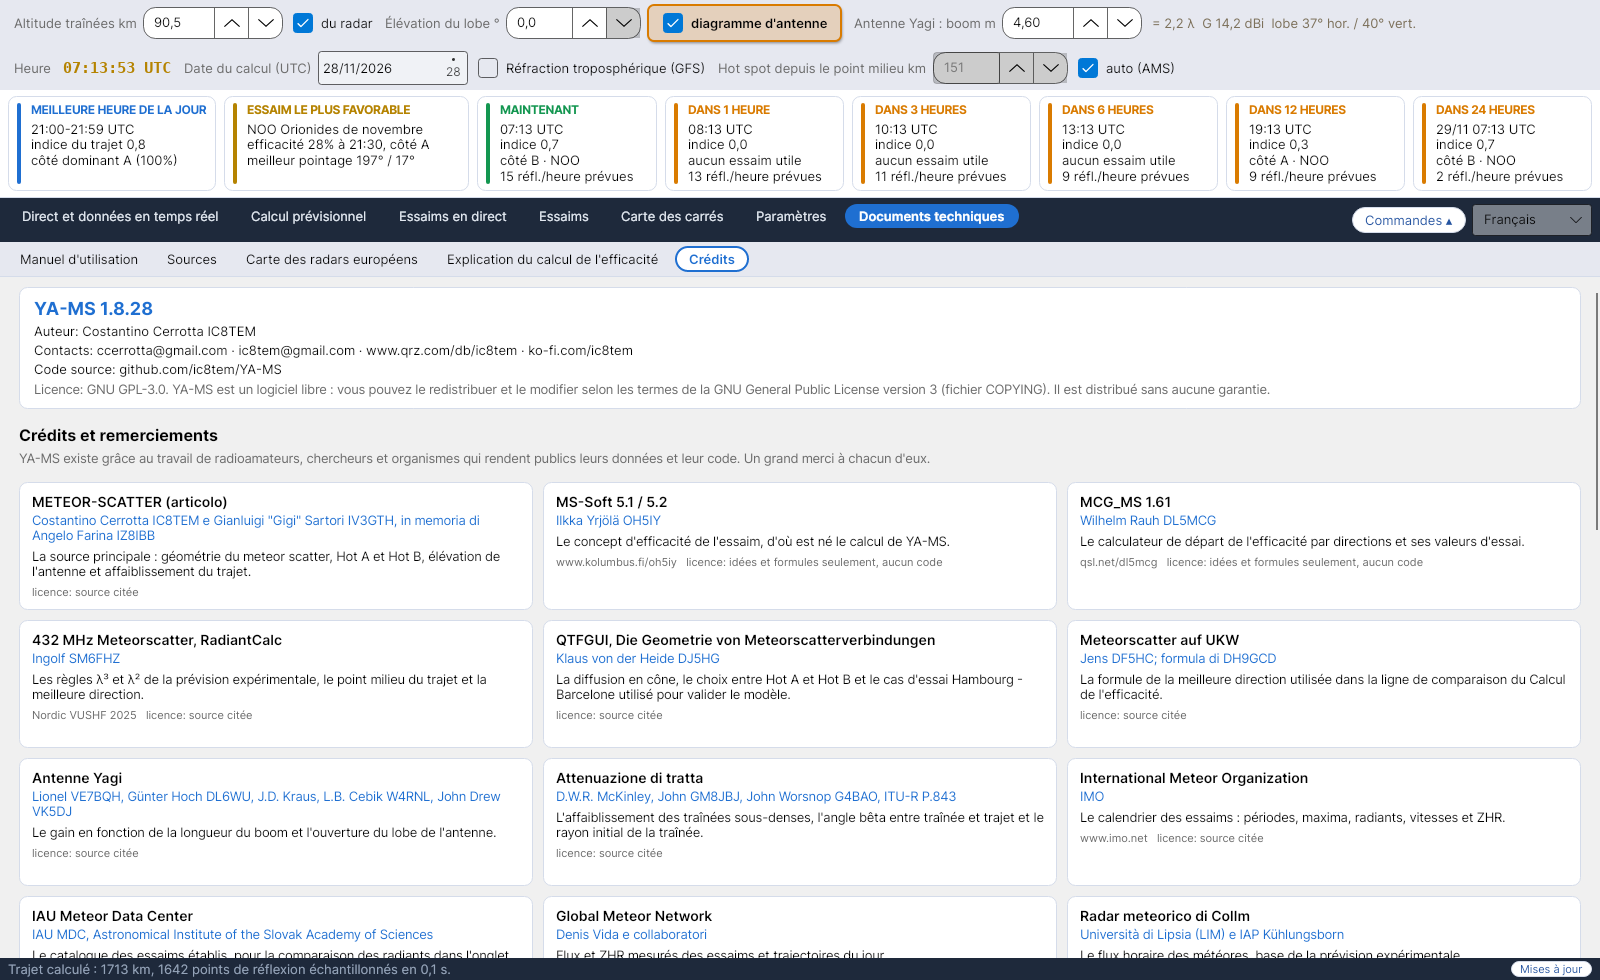 Altitude traînées km 90,5 du radar Élévation du lobe ° 0,0 diagramme d'antenne Antenne Yagi : boom m 4,60 = 2,2 λ G 14,2 dBi lobe 37° hor. / 40° vert.
Heure 07:13:53 UTC Date du calcul (UTC) 28/11/2026 28 Réfraction troposphérique (GFS) Hot spot depuis le point milieu km 151 auto (AMS)
MEILLEURE HEURE DE LA JOUR
21:00-21:59 UTC
indice du trajet 0,8
côté dominant A (100%)
ESSAIM LE PLUS FAVORABLE
NOO Orionides de novembre
efficacité 28% à 21:30, côté A
meilleur pointage 197° / 17°
MAINTENANT
07:13 UTC
indice 0,7
côté B · NOO
15 réfl./heure prévues
DANS 1 HEURE
08:13 UTC
indice 0,0
aucun essaim utile
13 réfl./heure prévues
DANS 3 HEURES
10:13 UTC
indice 0,0
aucun essaim utile
11 réfl./heure prévues
DANS 6 HEURES
13:13 UTC
indice 0,0
aucun essaim utile
9 réfl./heure prévues
DANS 12 HEURES
19:13 UTC
indice 0,3
côté A · NOO
9 réfl./heure prévues
DANS 24 HEURES
29/11 07:13 UTC
indice 0,7
côté B · NOO
2 réfl./heure prévues
Direct et données en temps réel Calcul prévisionnel Essaims en direct Essaims Carte des carrés Paramètres Documents techniques Commandes ▴ Français
Manuel d'utilisation Sources Carte des radars européens Explication du calcul de l'efficacité Crédits
YA-MS 1.8.28
Auteur: Costantino Cerrotta IC8TEM
Contacts: ccerrotta@gmail.com · ic8tem@gmail.com · www.qrz.com/db/ic8tem · ko-fi.com/ic8tem
Code source: github.com/ic8tem/YA-MS
Licence: GNU GPL-3.0. YA-MS est un logiciel libre : vous pouvez le redistribuer et le modifier selon les termes de la GNU General Public License version 3 (fichier COPYING). Il est distribué sans aucune garantie.
Crédits et remerciements
YA-MS existe grâce au travail de radioamateurs, chercheurs et organismes qui rendent publics leurs données et leur code. Un grand merci à chacun d'eux.
METEOR-SCATTER (articolo)
Costantino Cerrotta IC8TEM e Gianluigi "Gigi" Sartori IV3GTH, in memoria di
Angelo Farina IZ8IBB
La source principale : géométrie du meteor scatter, Hot A et Hot B, élévation de
l'antenne et affaiblissement du trajet.
licence: source citée
MS-Soft 5.1 / 5.2
Ilkka Yrjölä OH5IY
Le concept d'efficacité de l'essaim, d'où est né le calcul de YA-MS.
www.kolumbus.fi/oh5iy licence: idées et formules seulement, aucun code
MCG_MS 1.61
Wilhelm Rauh DL5MCG
Le calculateur de départ de l'efficacité par directions et ses valeurs d'essai.
qsl.net/dl5mcg licence: idées et formules seulement, aucun code
432 MHz Meteorscatter, RadiantCalc
Ingolf SM6FHZ
Les règles λ³ et λ² de la prévision expérimentale, le point milieu du trajet et la
meilleure direction.
Nordic VUSHF 2025 licence: source citée
QTFGUI, Die Geometrie von Meteorscatterverbindungen
Klaus von der Heide DJ5HG
La diffusion en cône, le choix entre Hot A et Hot B et le cas d'essai Hambourg -
Barcelone utilisé pour valider le modèle.
licence: source citée
Meteorscatter auf UKW
Jens DF5HC; formula di DH9GCD
La formule de la meilleure direction utilisée dans la ligne de comparaison du Calcul
de l'efficacité.
licence: source citée
Antenne Yagi
Lionel VE7BQH, Günter Hoch DL6WU, J.D. Kraus, L.B. Cebik W4RNL, John Drew
VK5DJ
Le gain en fonction de la longueur du boom et l'ouverture du lobe de l'antenne.
licence: source citée
Attenuazione di tratta
D.W.R. McKinley, John GM8JBJ, John Worsnop G4BAO, ITU-R P.843
L'affaiblissement des traînées sous-denses, l'angle bêta entre traînée et trajet et le
rayon initial de la traînée.
licence: source citée
International Meteor Organization
IMO
Le calendrier des essaims : périodes, maxima, radiants, vitesses et ZHR.
www.imo.net licence: source citée
IAU Meteor Data Center
IAU MDC, Astronomical Institute of the Slovak Academy of Sciences
Le catalogue des essaims établis, pour la comparaison des radiants dans l'onglet
Global Meteor Network
Denis Vida e collaboratori
Flux et ZHR mesurés des essaims et trajectoires du jour.
Radar meteorico di Collm
Università di Lipsia (LIM) e IAP Kühlungsborn
Le flux horaire des météores, base de la prévision expérimentale.
Trajet calculé : 1713 km, 1642 points de réflexion échantillonnés en 0,1 s. Mises à jour